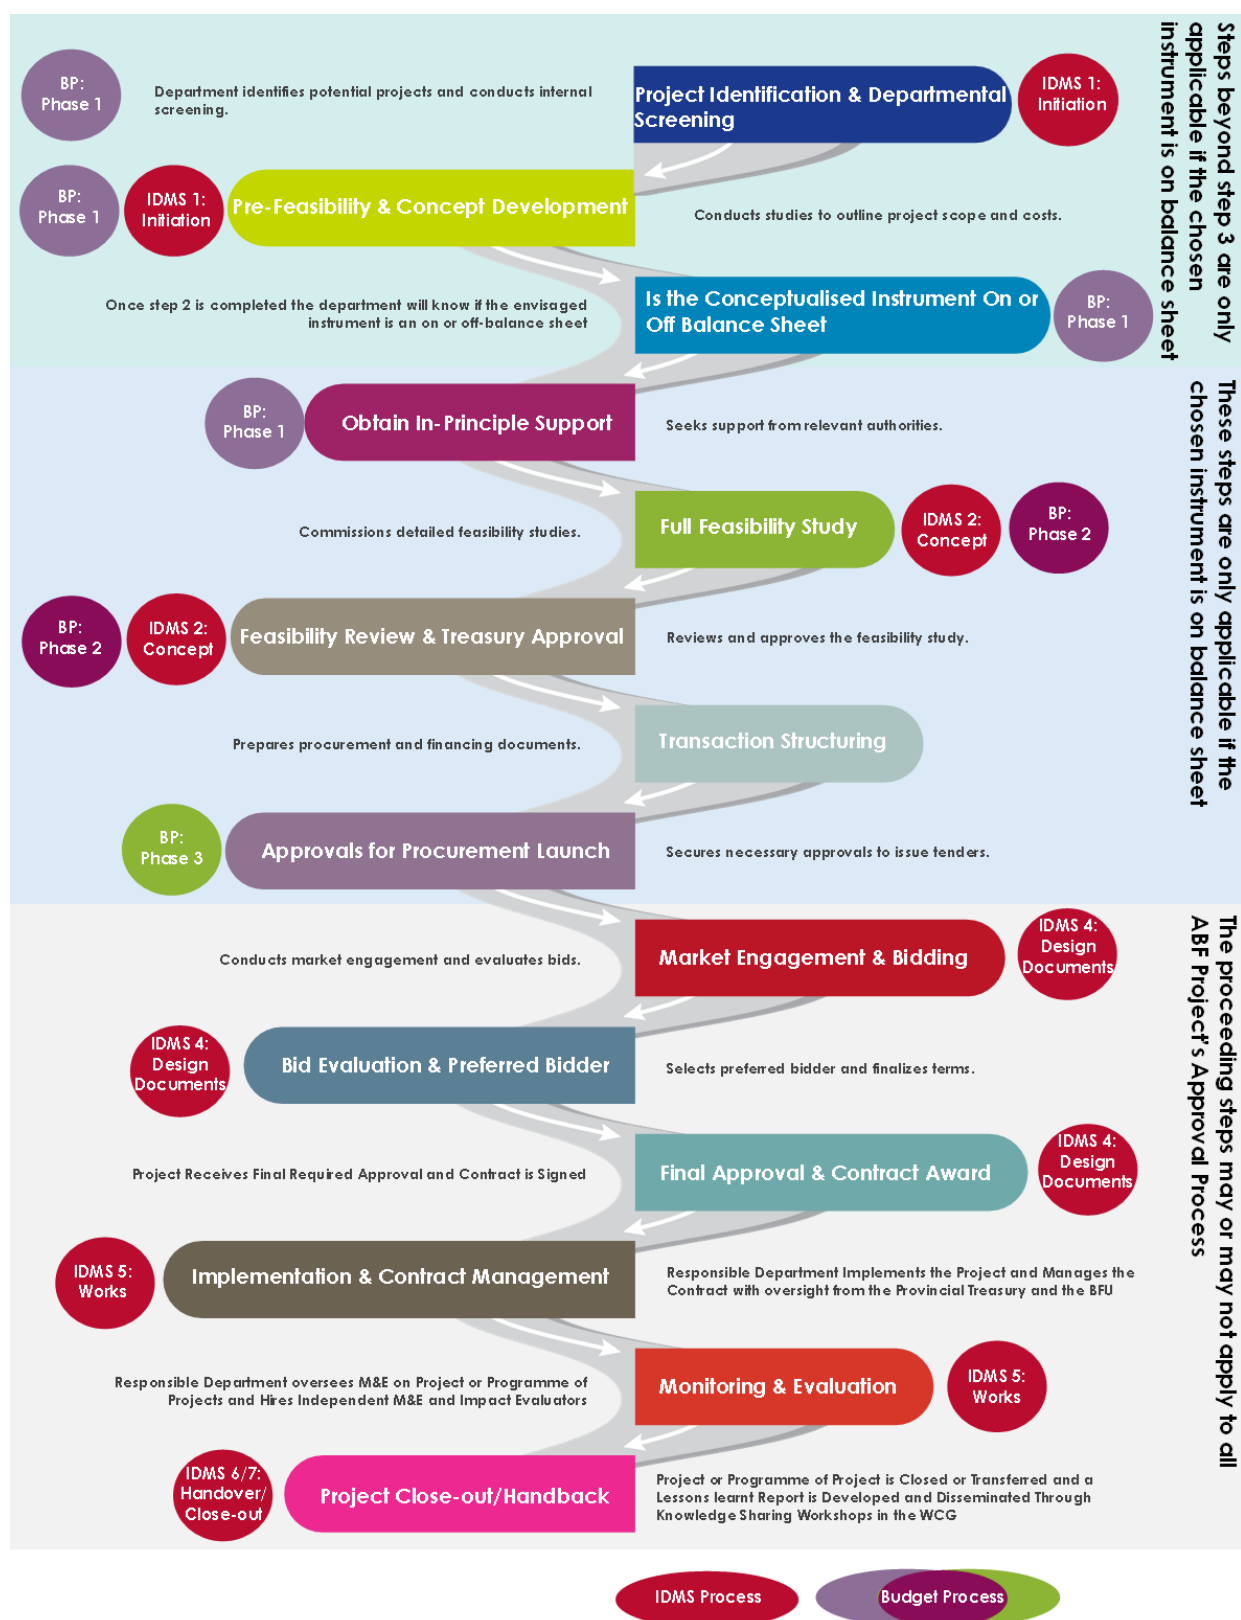 BP:
Phase 1
Department identifies potential projects and conducts internal
screening.
Project Identification & Departmental
Screening
IDMS 1:
Initiation
BP:
Phase 1
IDMS 1:
Initiation
Pre-Feasibility & Concept Development
Conducts studies to outline project scope and costs.
Once step 2 is completed the department will know if the envisaged
instrument is an on or off-balance sheet
Is the Conceptualised Instrument On or
Off Balance Sheet
BP:
Phase 1
Steps beyond step 3 are only
applicable if the chosen
instrument is on balance sheet
BP:
Phase 1
Obtain In-Principle Support
Seeks support from relevant authorities.
Commissions detailed feasibility studies.
Full Feasibility Study
IDMS 2:
Concept
BP:
Phase 2
BP:
Phase 2
IDMS 2:
Concept
Feasibility Review & Treasury Approval
Reviews and approves the feasibility study.
Prepares procurement and financing documents.
Transaction Structuring
BP:
Phase 3
Approvals for Procurement Launch
Secures necessary approvals to issue tenders.
These steps are only applicable if the
chosen instrument is on balance sheet
Conducts market engagement and evaluates bids.
Market Engagement & Bidding
IDMS 4:
Design
Documents
IDMS 4:
Design
Documents
Bid Evaluation & Preferred Bidder
Selects preferred bidder and finalizes terms.
Project Receives Final Required Approval and Contract is Signed
Final Approval & Contract Award
IDMS 4:
Design
Documents
IDMS 5:
Works
Implementation & Contract Management
Responsible Department Implements the Project and Manages the
Contract with oversight from the Provincial Treasury and the BFU
Responsible Department oversees M&E on Project or Programme of
Projects and Hires Independent M&E and Impact Evaluators
Monitoring & Evaluation
IDMS 5:
Works
IDMS 6/7:
Handover/
Close-out
Project Close-out/Handback
Project or Programme of Project is Closed or Transferred and a
Lessons learnt Report is Developed and Disseminated Through
Knowledge Sharing Workshops in the WCG
The proceeding steps may or may not apply to all
ABF Project's Approval Process
IDMS Process
Budget Process